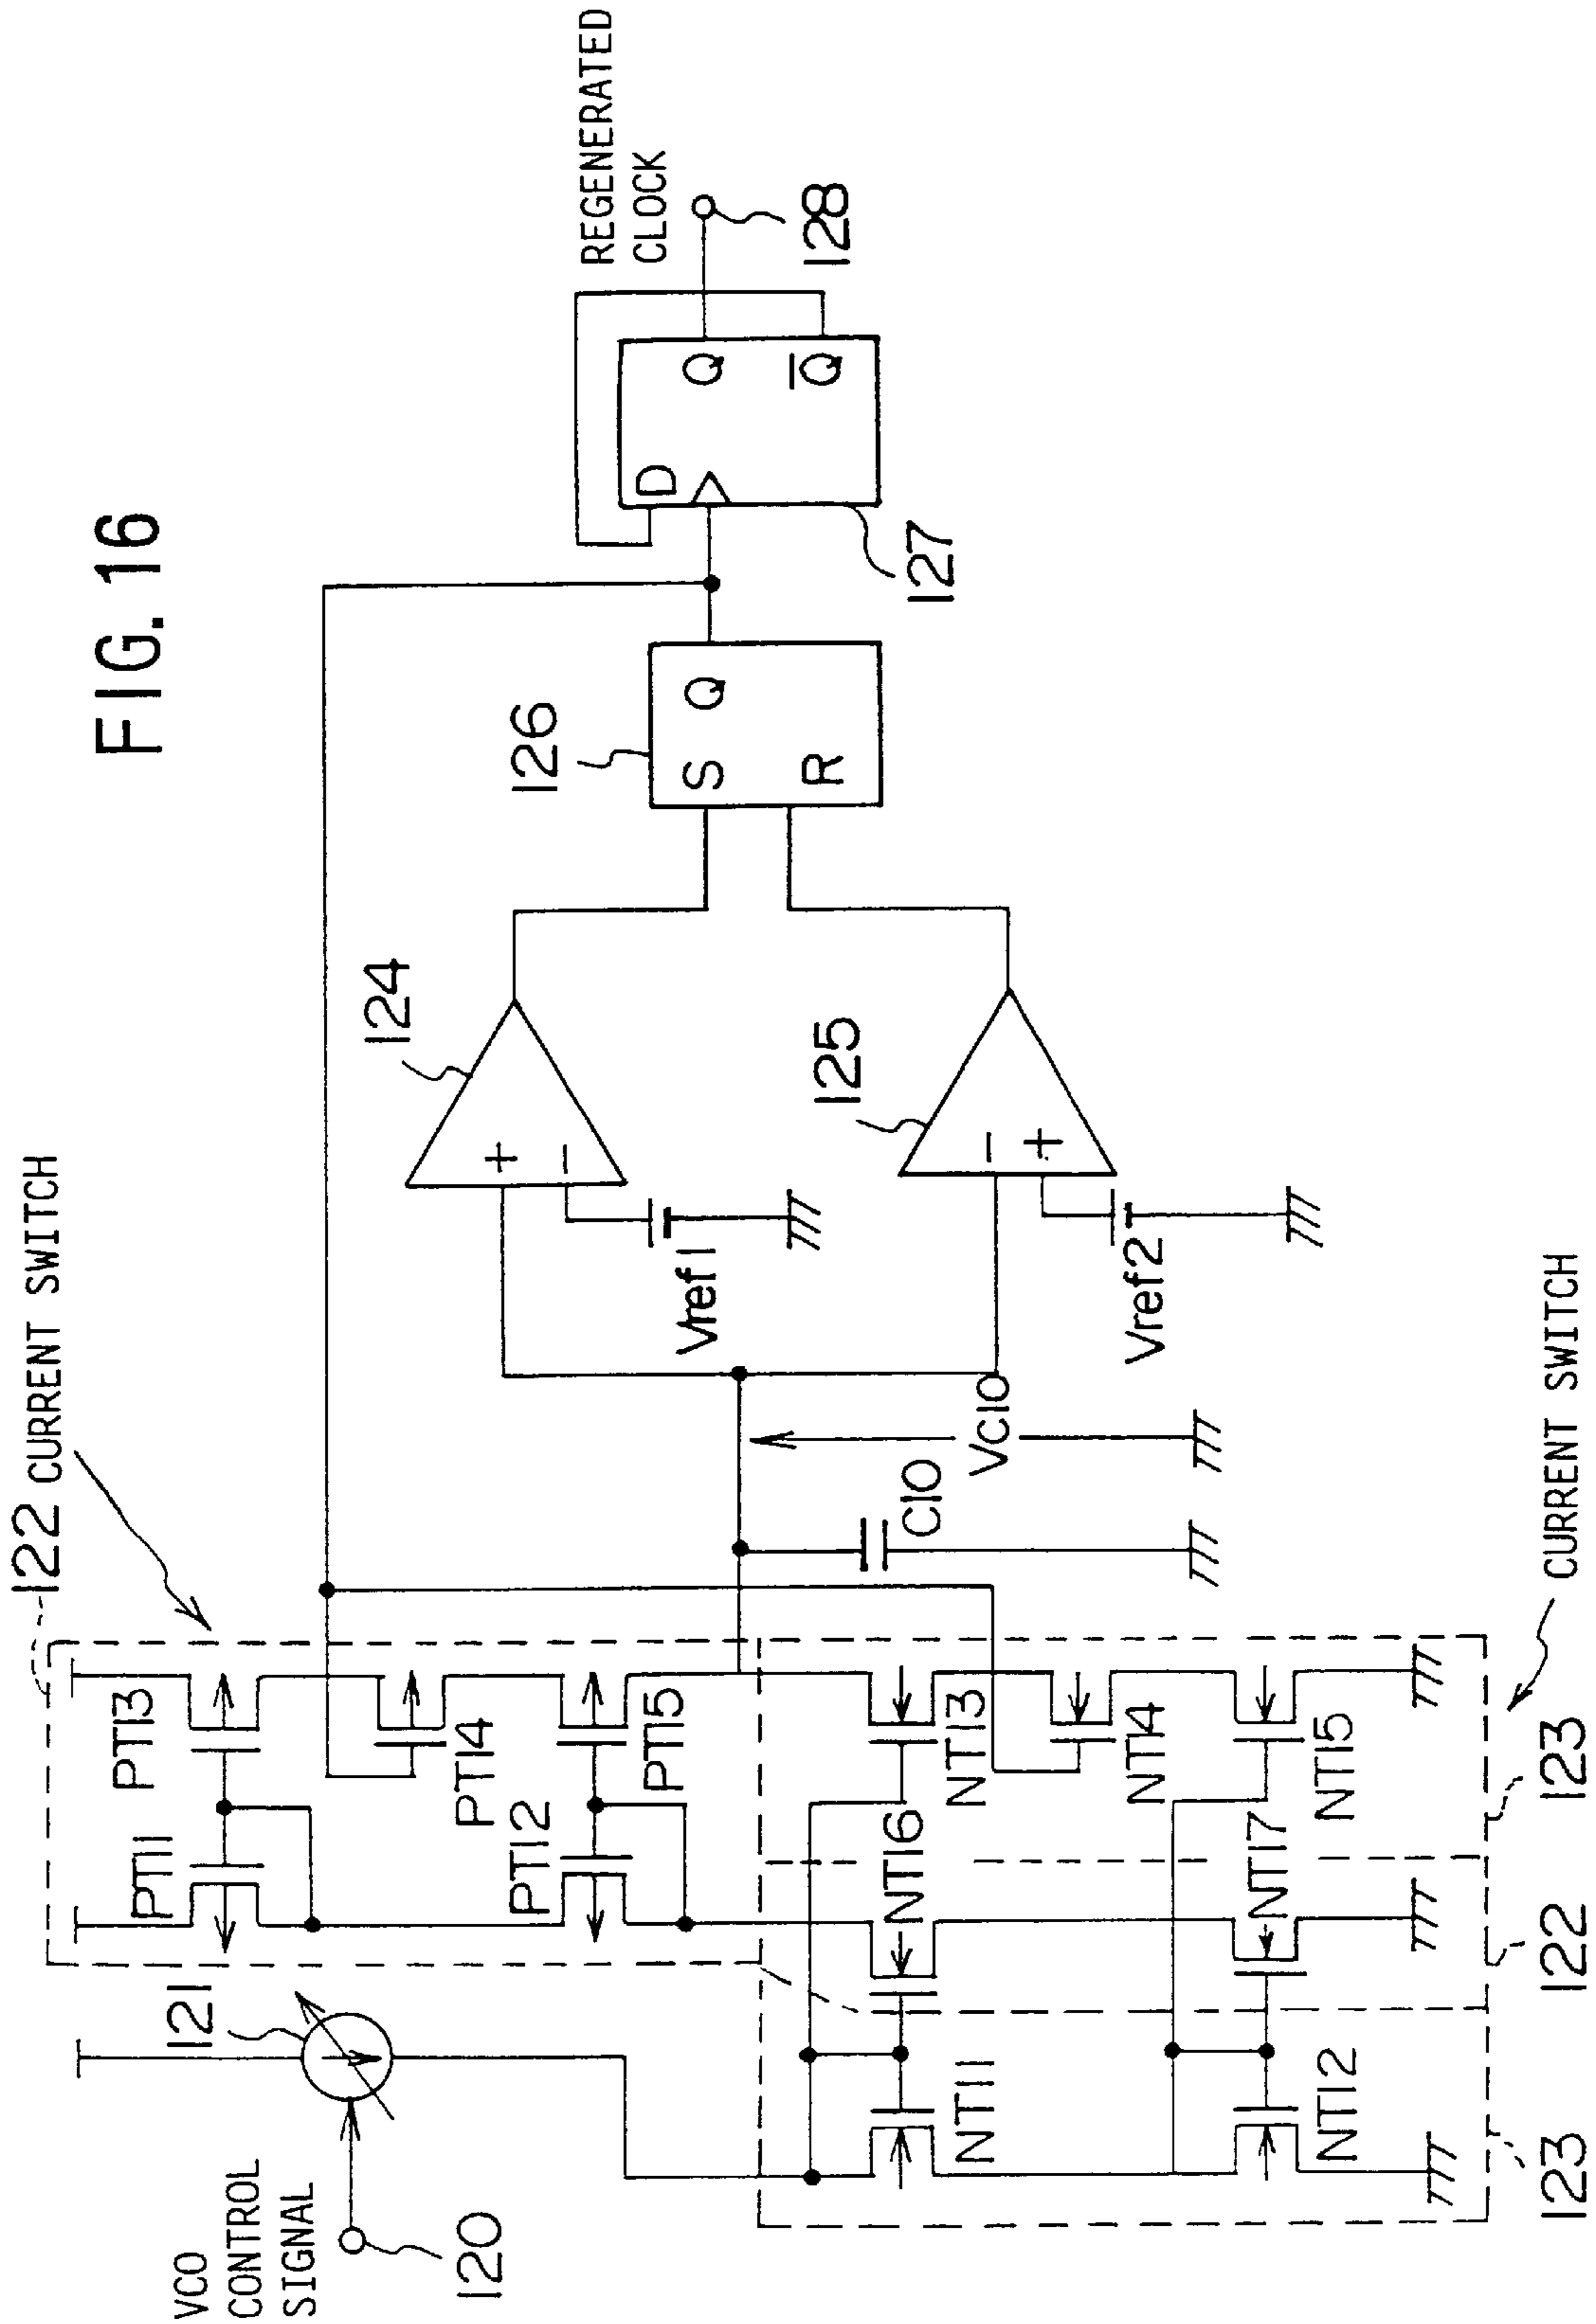 FIG. 16
VCO
CONTROL
SIGNAL
120
121
122 CURRENT SWITCH
PT11
PT13
PT14
PT12
PT15
NT11
NT16
NT13
NT14
NT12
NT17
NT15
123
122
123
CURRENT SWITCH
C10
VC10
124
+
−
Vref1
125
−
+
Vref2
126
S
Q
R
127
D
Q
Q̅
REGENERATED
CLOCK
128